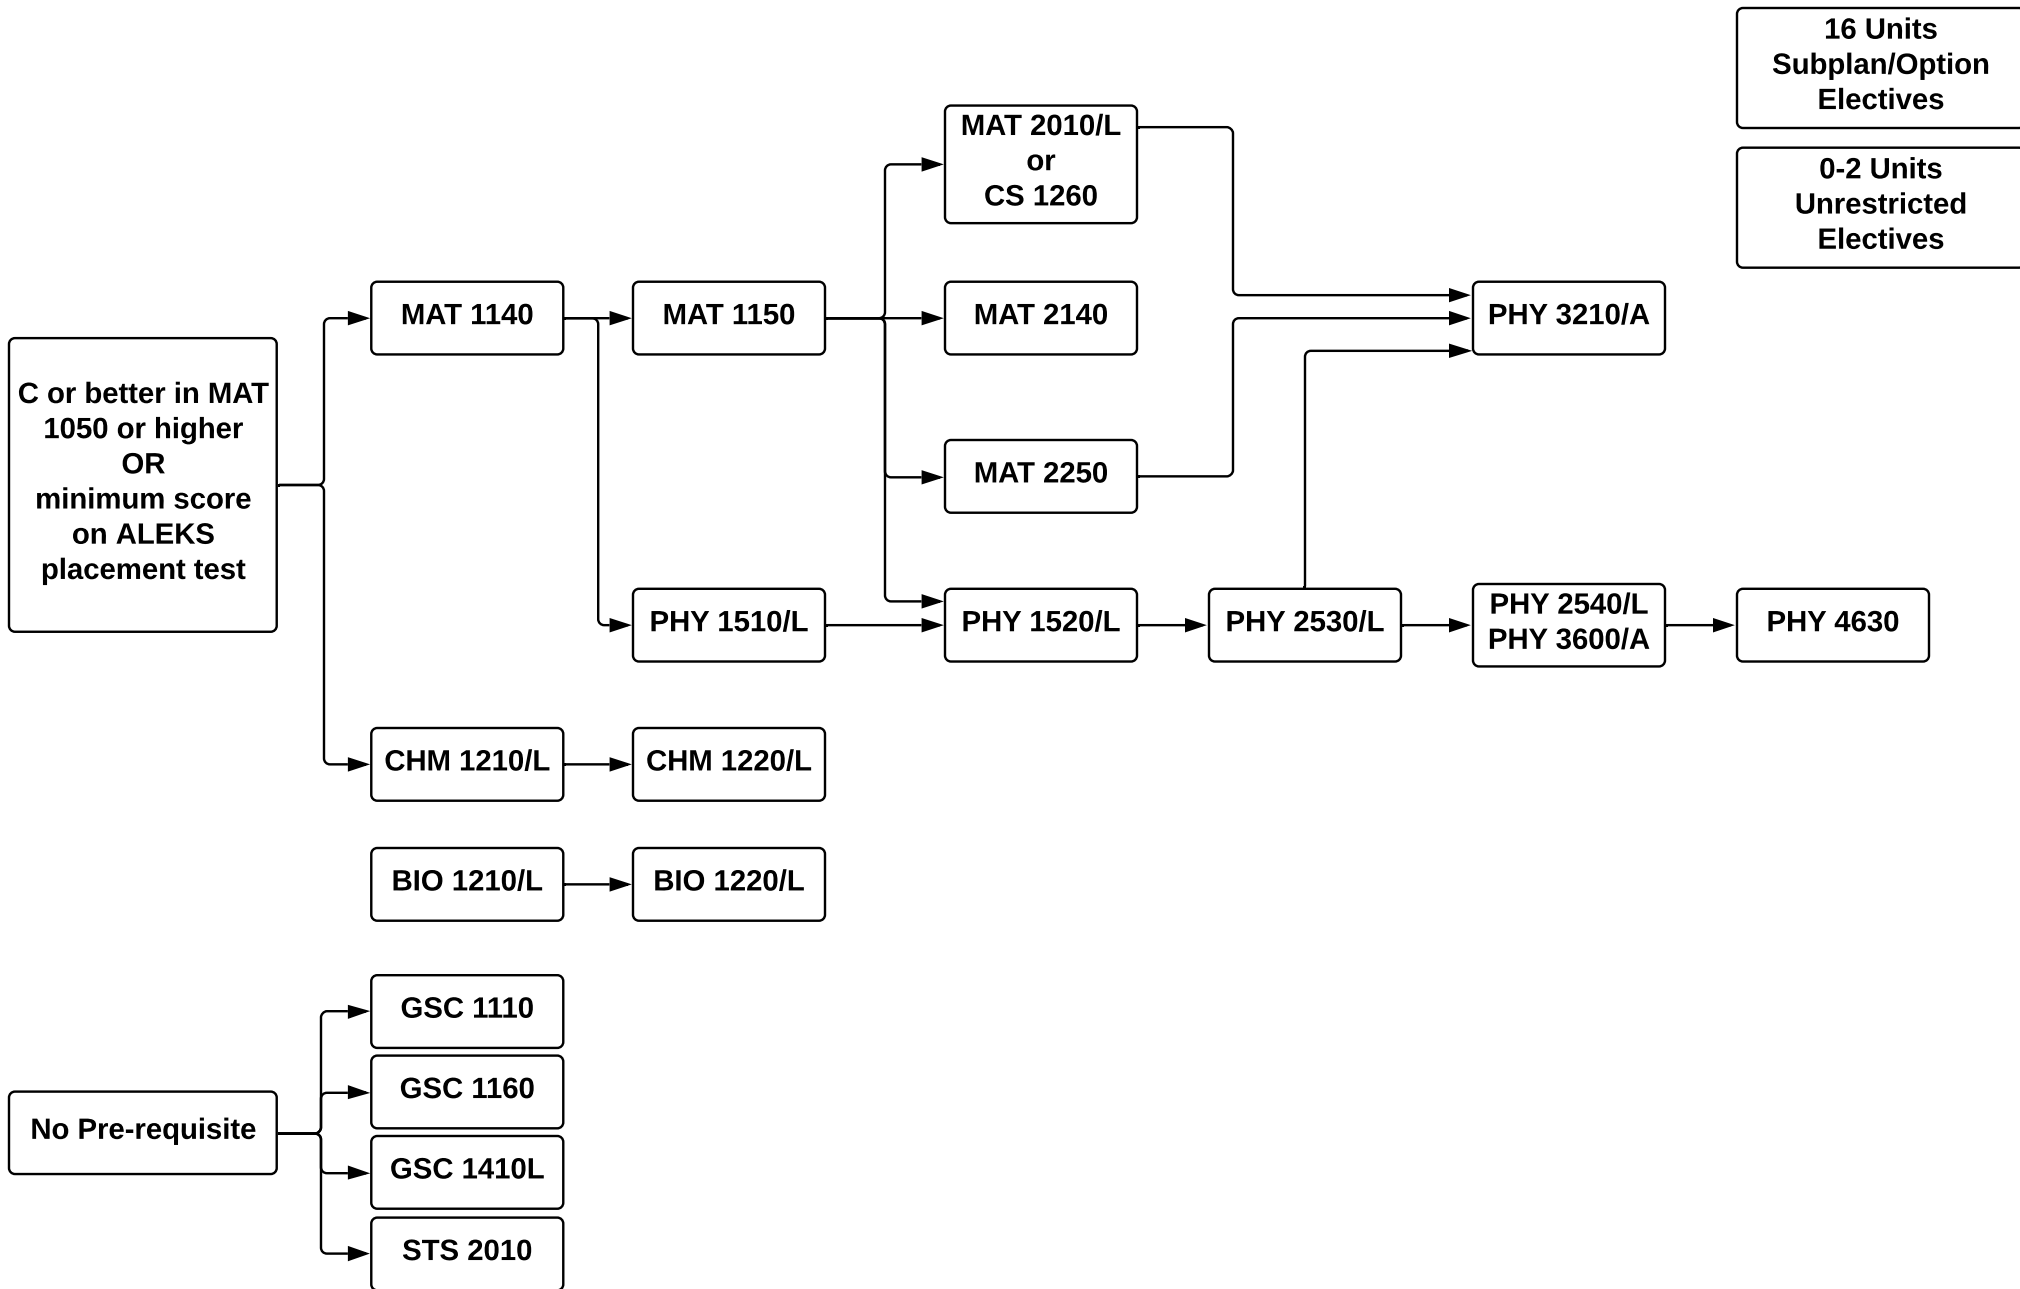 16 Units
Subplan/Option
Electives
0-2 Units
Unrestricted
Electives
MAT 2010/L
or
CS 1260
MAT 1140
MAT 1150
MAT 2140
PHY 3210/A
C or better in MAT
1050 or higher
OR
minimum score
on ALEKS
placement test
MAT 2250
PHY 1510/L
PHY 1520/L
PHY 2530/L
PHY 2540/L
PHY 3600/A
PHY 4630
CHM 1210/L
CHM 1220/L
BIO 1210/L
BIO 1220/L
No Pre-requisite
GSC 1110
GSC 1160
GSC 1410L
STS 2010